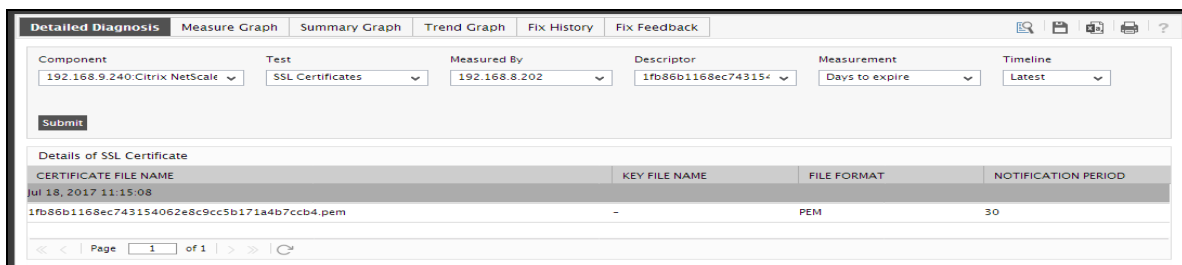 Detailed Diagnosis Measure Graph Summary Graph Trend Graph Fix History Fix Feedback ?
Component Test Measured By Descriptor Measurement Timeline
192.168.9.240:Citrix NetScale SSL Certificates 192.168.8.202 1fb86b1168ec743154 Days to expire Latest
Submit
Details of SSL Certificate
CERTIFICATE FILE NAME KEY FILE NAME FILE FORMAT NOTIFICATION PERIOD
Jul 18, 2017 11:15:08
1fb86b1168ec743154062e8c9cc5b171a4b7ccb4.pem - PEM 30
Page 1 of 1